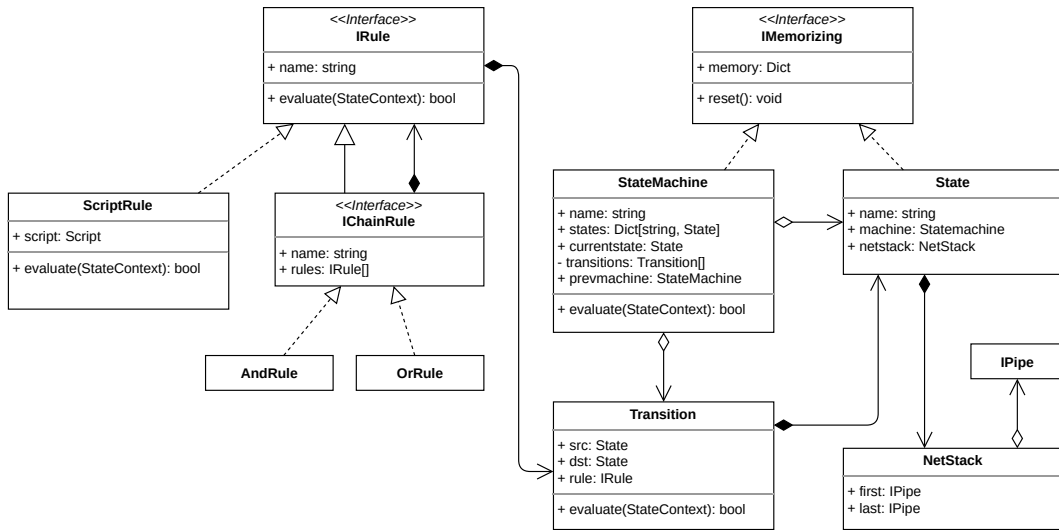 <<Interface>>
IRule
+ name: string
+ evaluate(StateContext): bool
<<Interface>>
IMemorizing
+ memory: Dict
+ reset(): void
ScriptRule
+ script: Script
+ evaluate(StateContext): bool
<<Interface>>
IChainRule
+ name: string
+ rules: IRule[]
StateMachine
+ name: string
+ states: Dict[string, State]
+ currentstate: State
- transitions: Transition[]
+ prevmachine: StateMachine
+ evaluate(StateContext): bool
State
+ name: string
+ machine: Statemachine
+ netstack: NetStack
AndRule
OrRule
IPipe
Transition
+ src: State
+ dst: State
+ rule: IRule
+ evaluate(StateContext): bool
NetStack
+ first: IPipe
+ last: IPipe